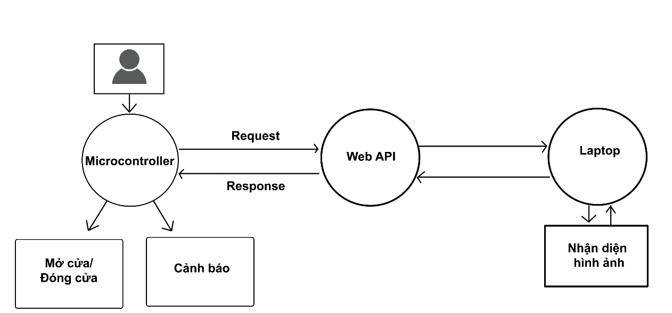 Request
Microcontroller
Response
Web API
Laptop
Mở cửa/
Đóng cửa
Cảnh báo
Nhận diện
hình ảnh